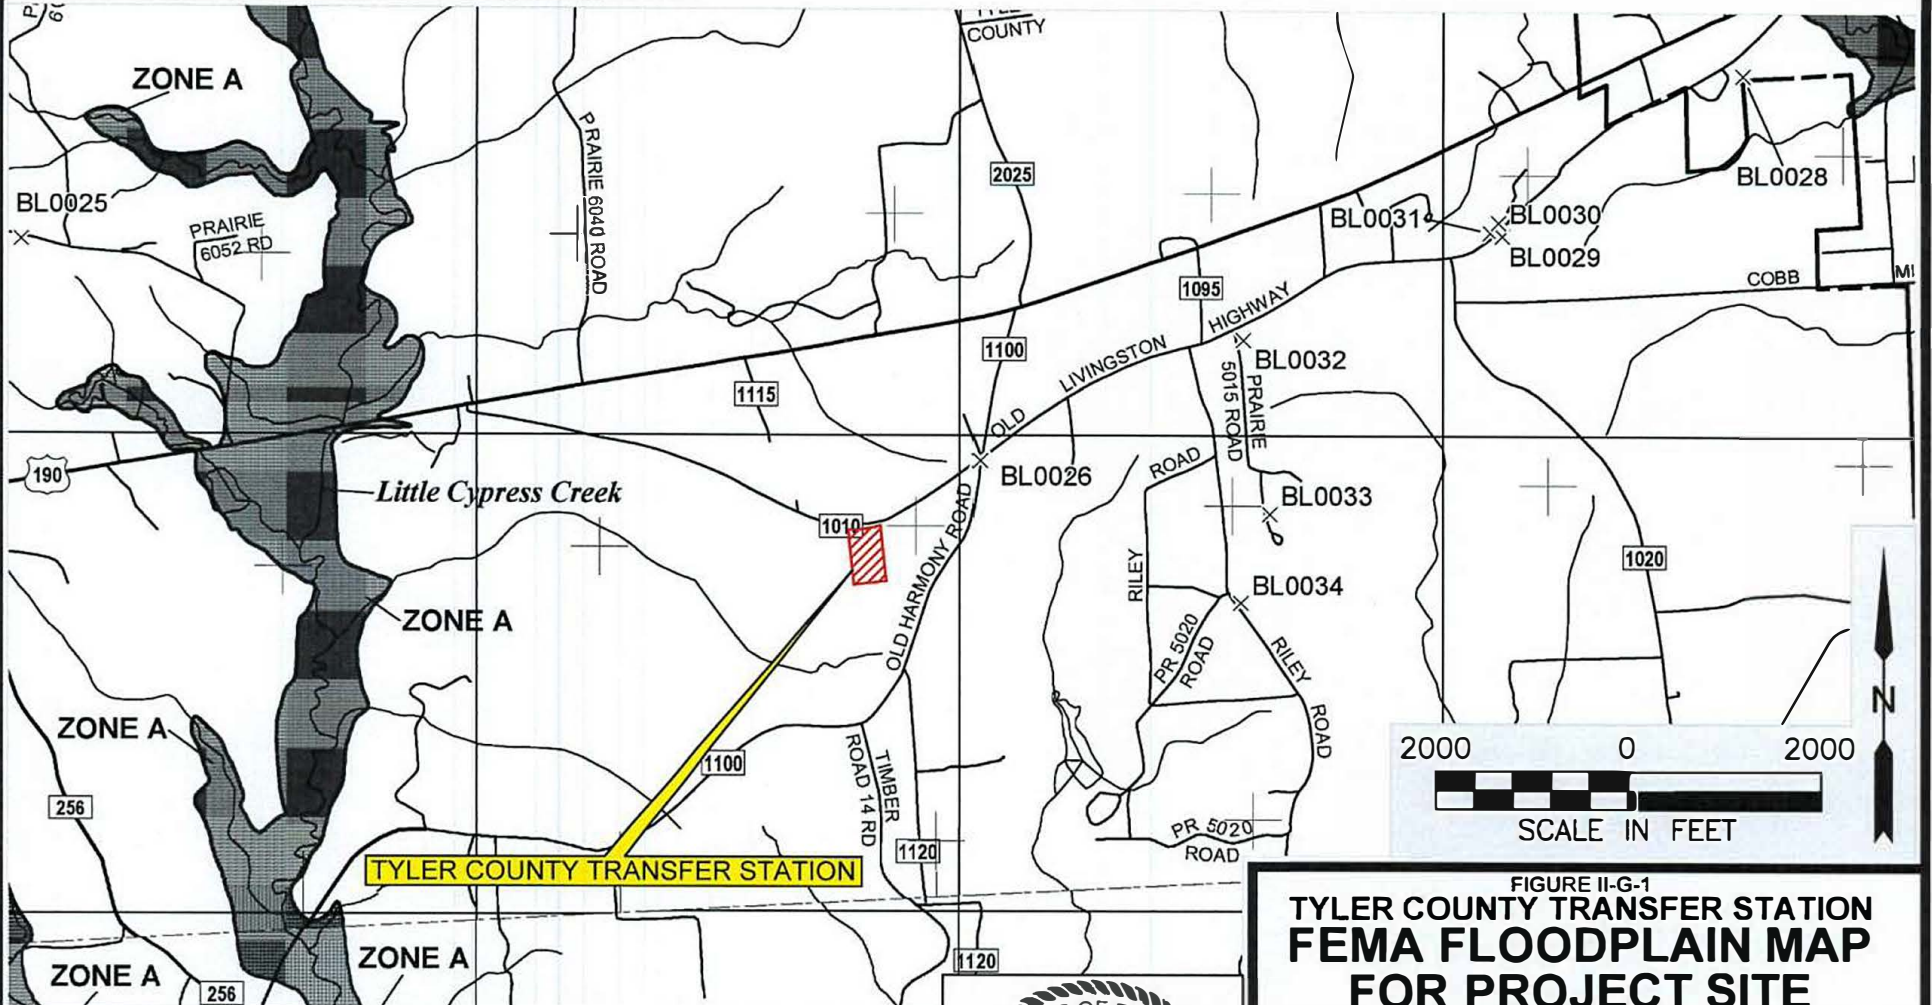 COUNTY
ZONE A
BL0025
PRAIRIE
6052 RD
PRAIRIE 6040 ROAD
2025
BL0028
BL0031
BL0030
BL0029
COBB
1095
HIGHWAY
LIVINGSTON
OLD
1100
1115
BL0032
PRAIRIE
5015 ROAD
190
Little Cypress Creek
BL0026
ROAD
BL0033
1010
OLD HARMONY ROAD
RILEY
BL0034
1020
ZONE A
PR 5020
ROAD
RILEY
ROAD
ZONE A
N
2000 0 2000
SCALE IN FEET
1100
TIMBER
ROAD 14 RD
256
PR 5020
ROAD
1120
TYLER COUNTY TRANSFER STATION
FIGURE II-G-1
TYLER COUNTY TRANSFER STATION
FEMA FLOODPLAIN MAP
FOR PROJECT SITE
ZONE A
ZONE A
1120
256
OF